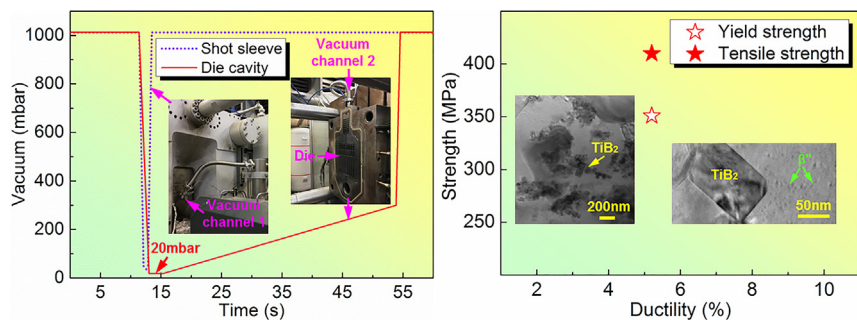 1000
800
600
400
200
0
Vacuum (mbar)
Shot sleeve
Die cavity
Vacuum
channel 2
Die
Vacuum
channel 1
20mbar
5
15
25
35
45
55
Time (s)
400
350
300
250
Strength (MPa)
Yield strength
Tensile strength
TiB₂
200nm
TiB₂
β"
50nm
2
4
6
8
10
Ductility (%)